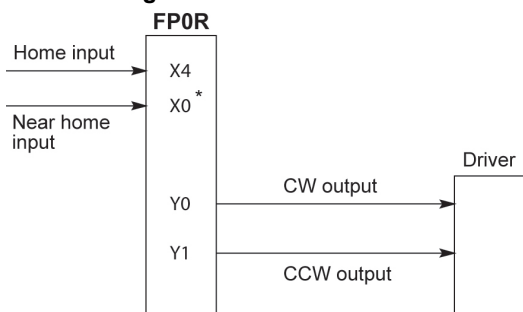 FP0R
Home input
X4
X0 *
Near home
input
Driver
CW output
Y0
Y1
CCW output